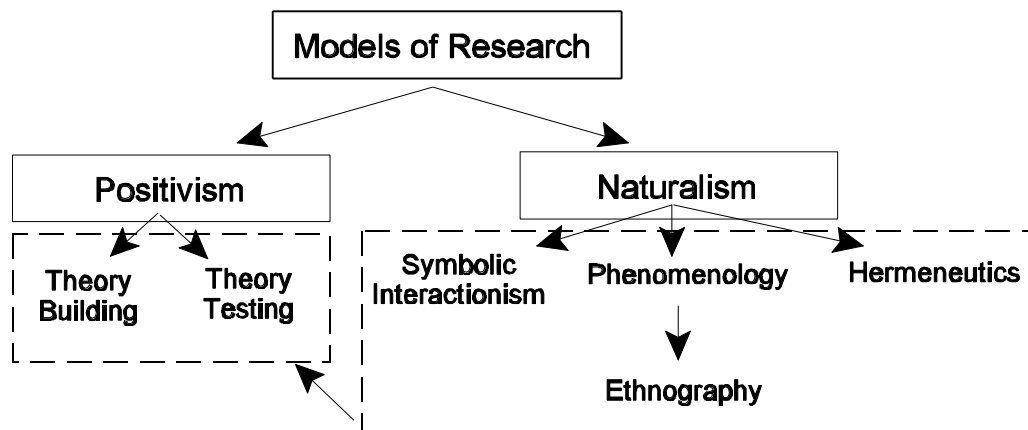 Models of Research
Positivism
Naturalism
Theory
Building
Theory
Testing
Symbolic
Interactionism
Phenomenology
Hermeneutics
Ethnography